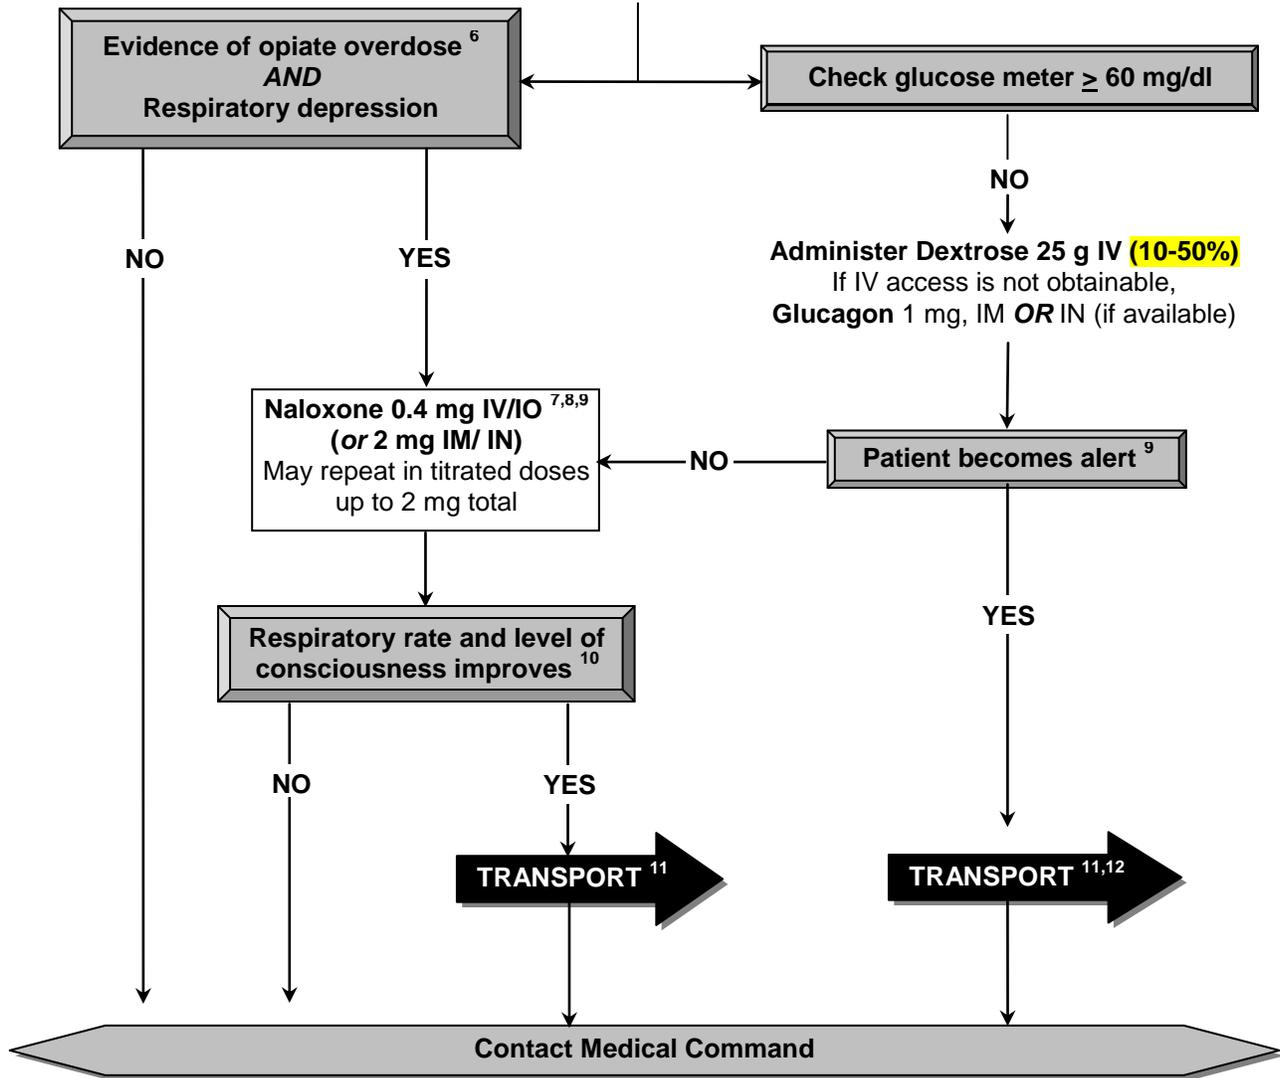 Evidence of opiate overdose 6
AND
Respiratory depression
Check glucose meter ≥ 60 mg/dl
NO
NO
YES
Administer Dextrose 25 g IV (10-50%)
If IV access is not obtainable,
Glucagon 1 mg, IM OR IN (if available)
Naloxone 0.4 mg IV/IO 7,8,9
(or 2 mg IM/ IN)
May repeat in titrated doses
up to 2 mg total
NO
Patient becomes alert 9
YES
Respiratory rate and level of
consciousness improves 10
NO
YES
TRANSPORT 11
TRANSPORT 11,12
Contact Medical Command